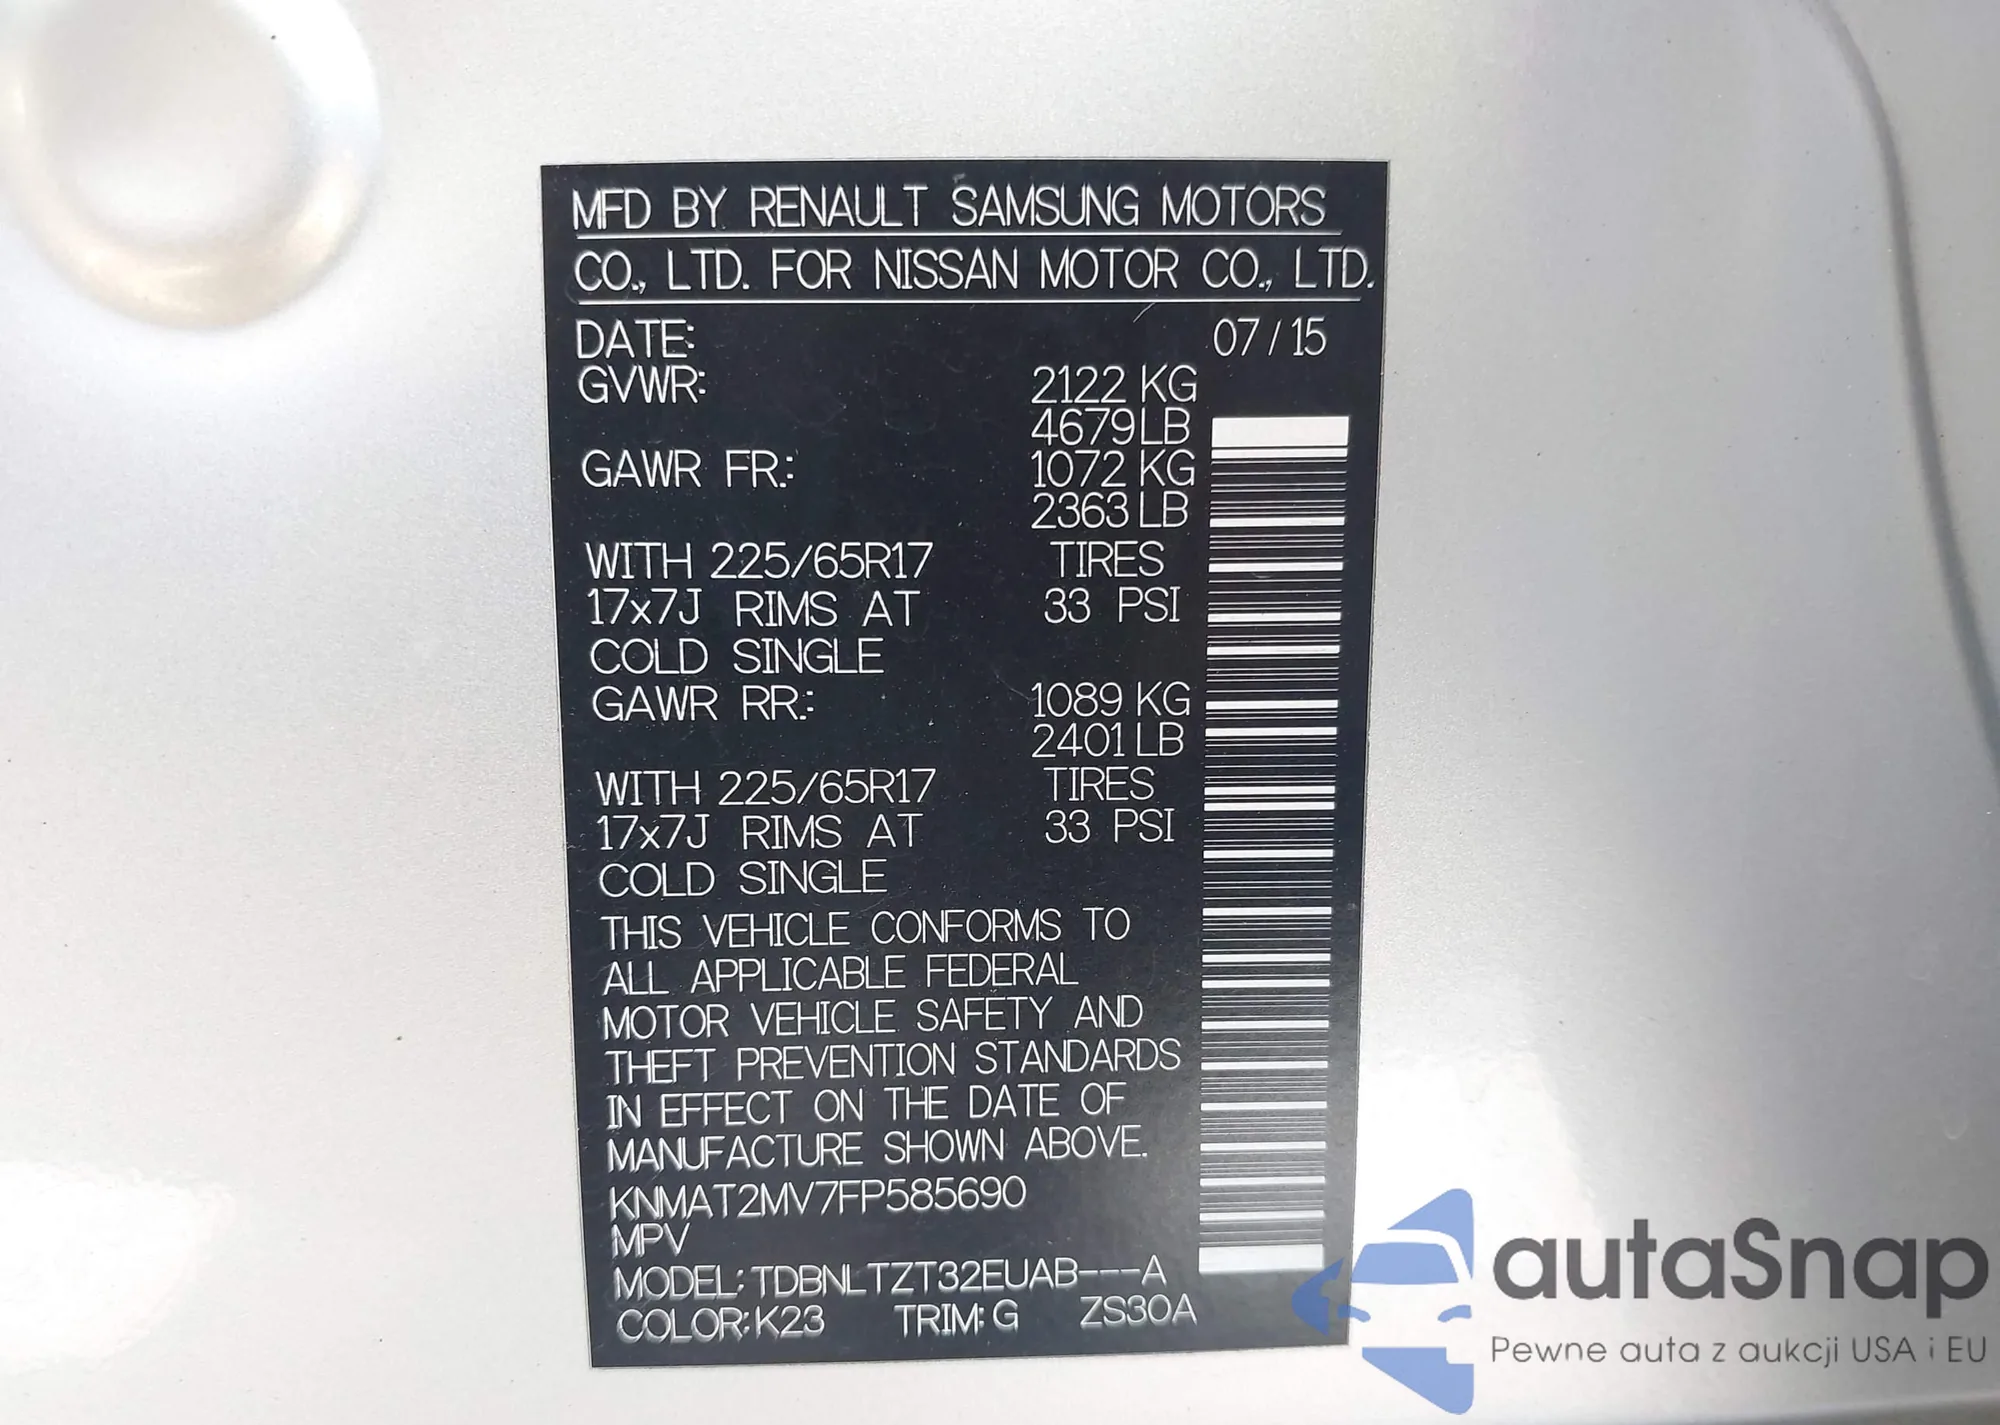 MFD BY RENAULT SAMSUNG MOTORS
CO., LTD. FOR NISSAN MOTOR CO., LTD.
DATE: 07/15
GVWR: 2122 KG
4679 LB
GAWR FR.: 1072 KG
2363 LB
WITH 225/65R17 TIRES
17x7J RIMS AT 33 PSI
COLD SINGLE
GAWR RR.: 1089 KG
2401 LB
WITH 225/65R17 TIRES
17x7J RIMS AT 33 PSI
COLD SINGLE
THIS VEHICLE CONFORMS TO
ALL APPLICABLE FEDERAL
MOTOR VEHICLE SAFETY AND
THEFT PREVENTION STANDARDS
IN EFFECT ON THE DATE OF
MANUFACTURE SHOWN ABOVE.
KNMAT2MV7FP585690
MPV
MODEL: TDBNLTZT32EUAB---A
COLOR: K23 TRIM: G ZS30A
autaSnap
Pewne auta z aukcji USA i EU